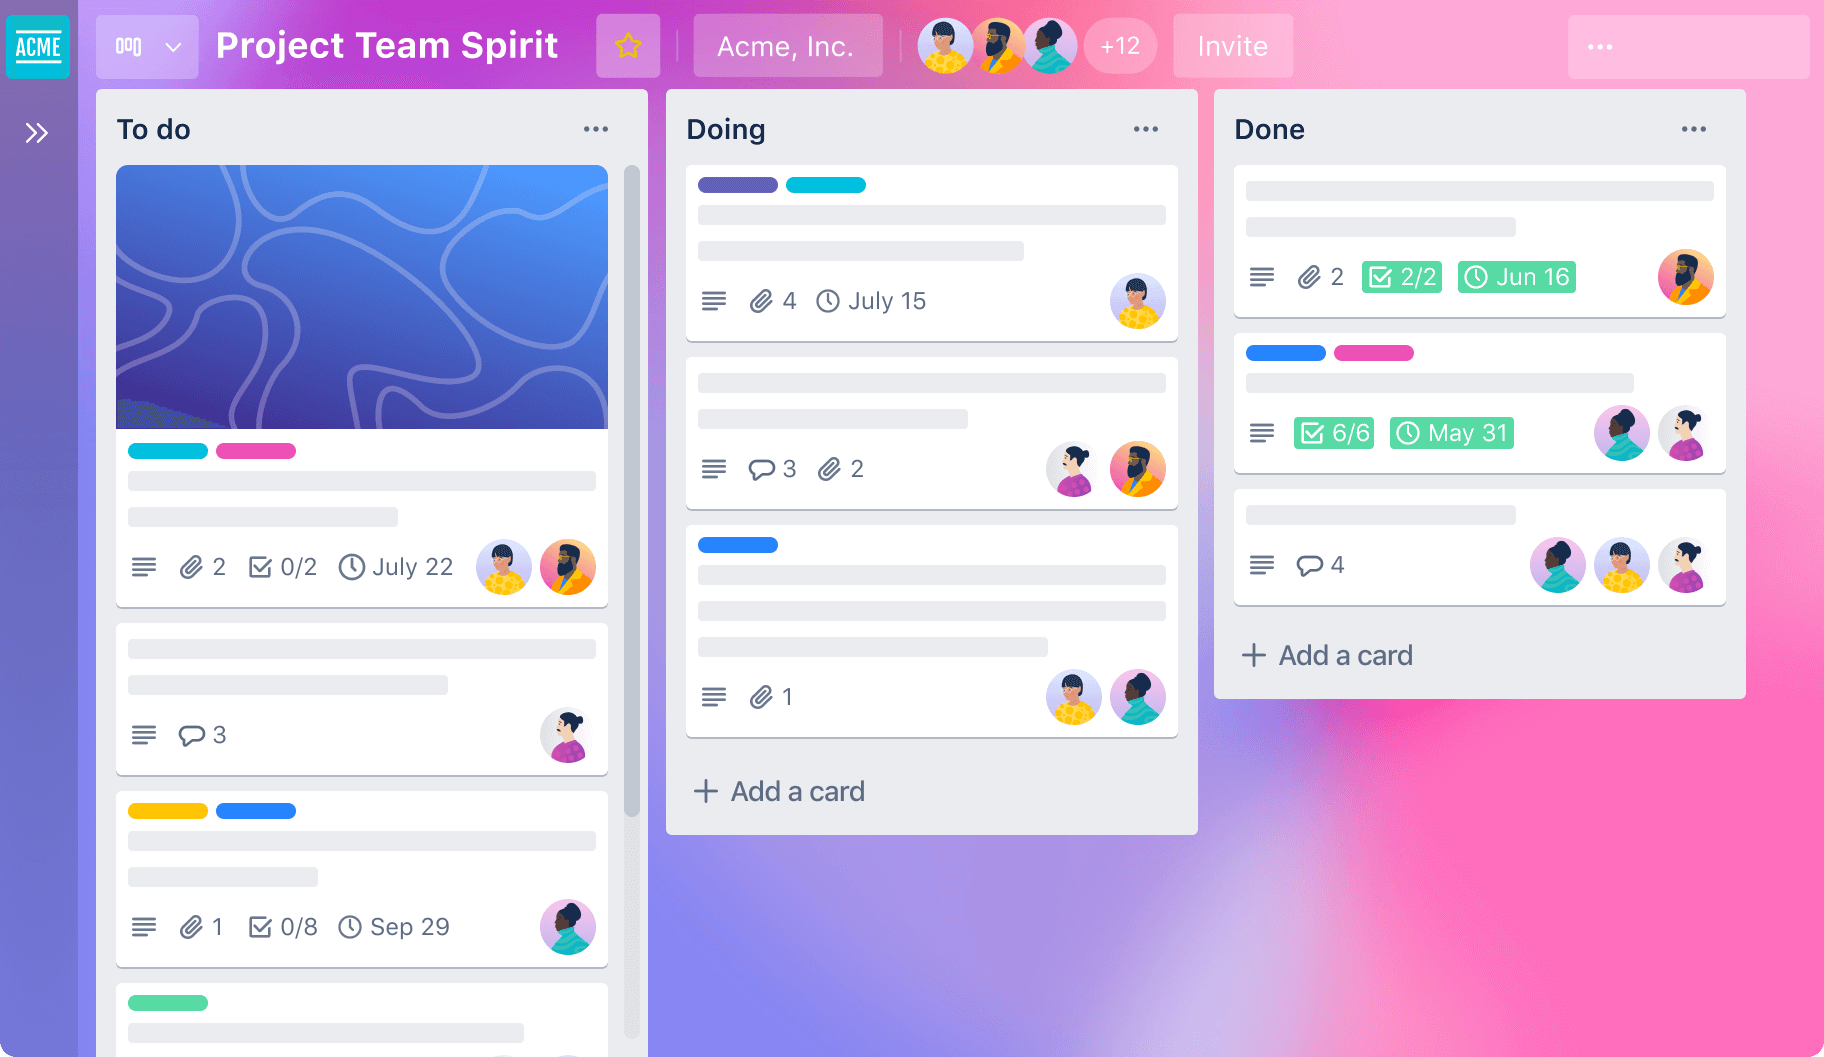 ACME
Project Team Spirit
Acme, Inc.
+12
Invite
To do
2 0/2 July 22
3
1 0/8 Sep 29
Doing
4 July 15
3 2
1
+ Add a card
Done
2 2/2 Jun 16
6/6 May 31
4
+ Add a card